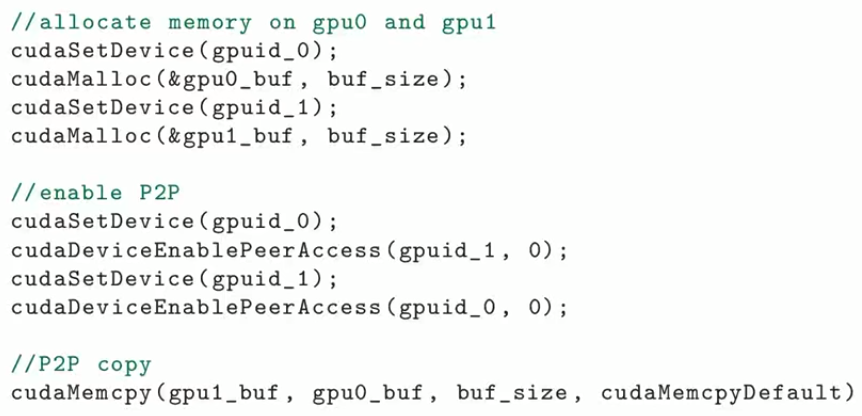 //allocate memory on gpu0 and gpu1
cudaSetDevice(gpuid_0);
cudaMalloc(&gpu0_buf, buf_size);
cudaSetDevice(gpuid_1);
cudaMalloc(&gpu1_buf, buf_size);

//enable P2P
cudaSetDevice(gpuid_0);
cudaDeviceEnablePeerAccess(gpuid_1, 0);
cudaSetDevice(gpuid_1);
cudaDeviceEnablePeerAccess(gpuid_0, 0);

//P2P copy
cudaMemcpy(gpu1_buf, gpu0_buf, buf_size, cudaMemcpyDefault)